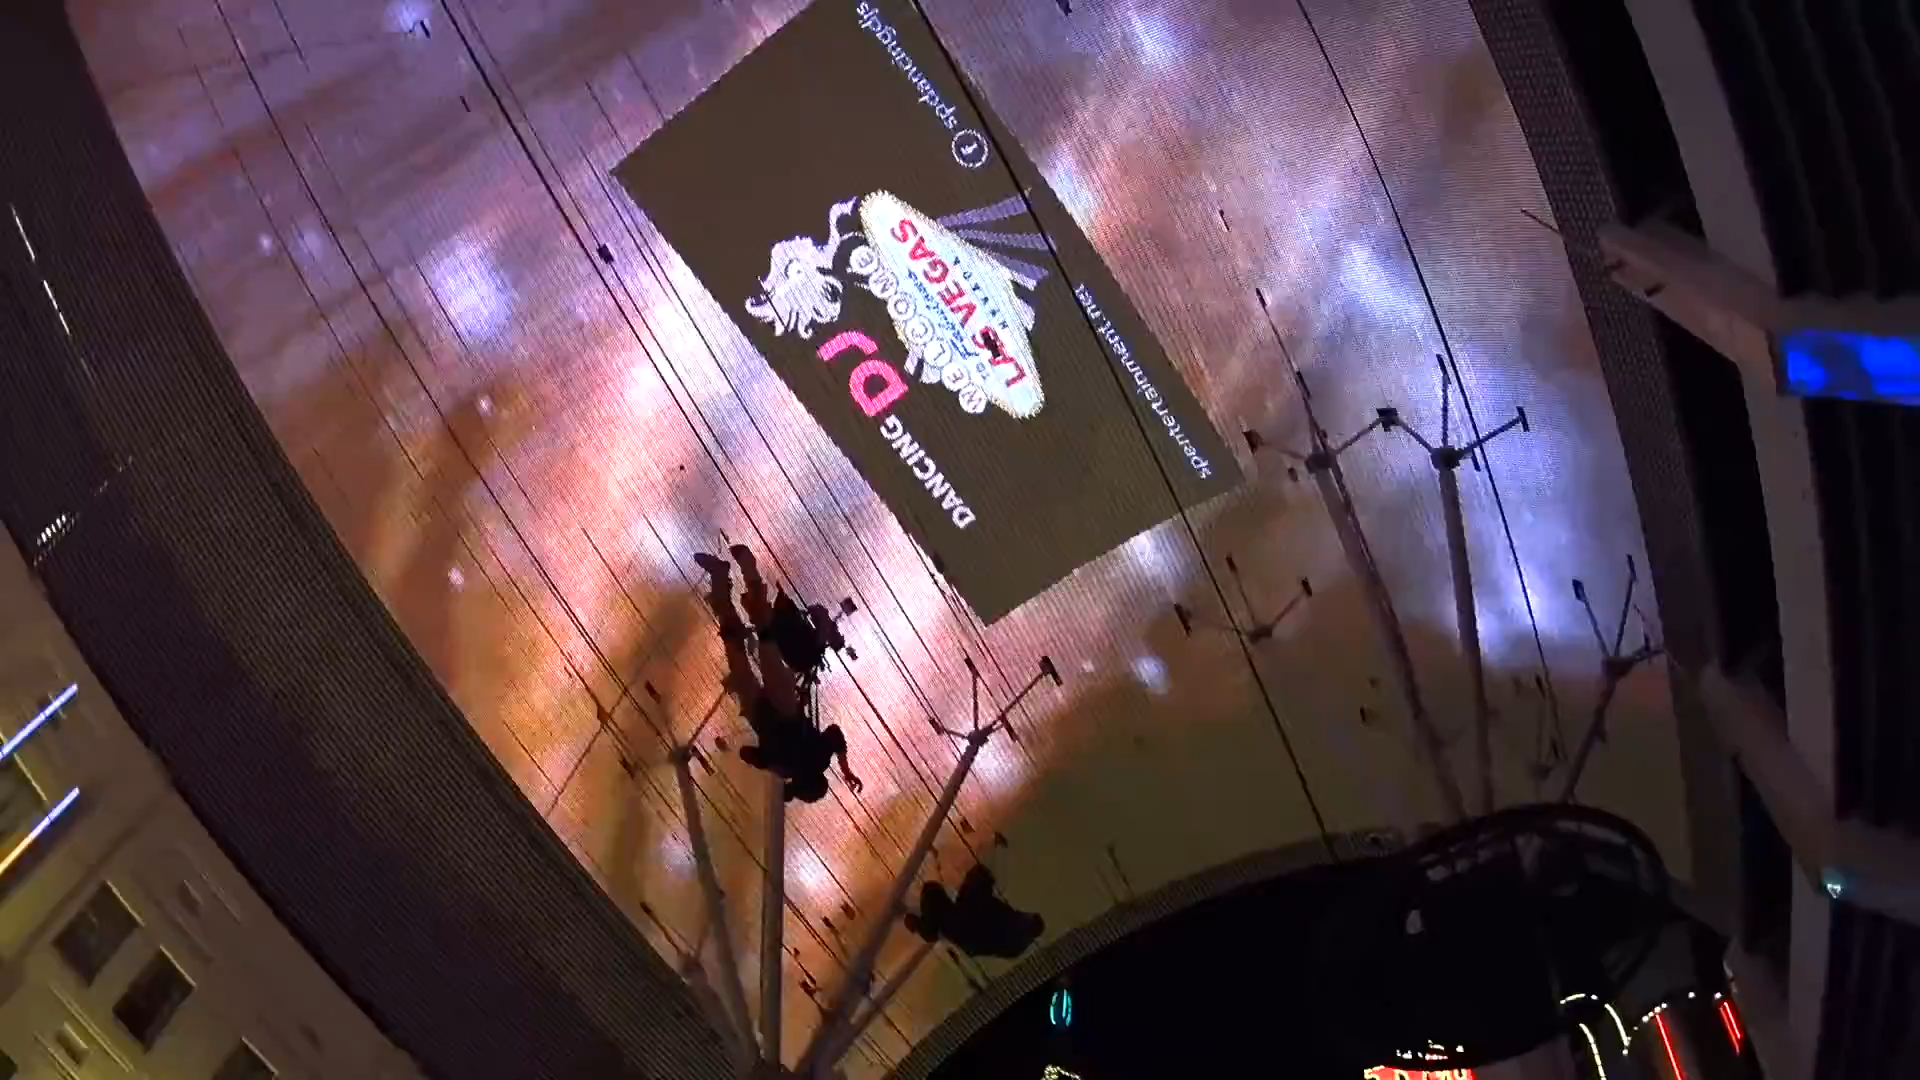 spdancingdjs
WELCOME
TO Fabulous
LAS VEGAS
NEVADA
DANCING DJ
spentertainment.net